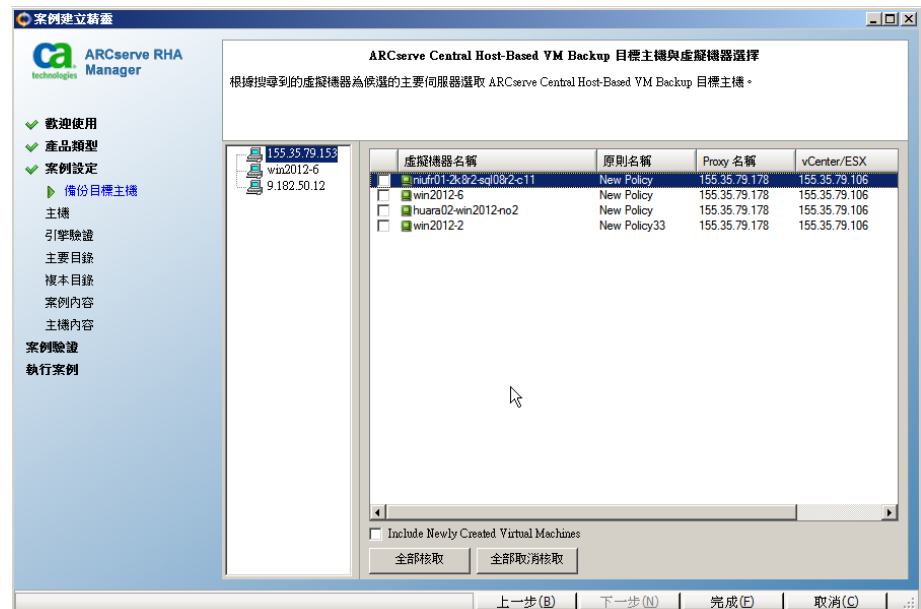 案例建立精靈
ca
technologies
ARCserve RHA
Manager
歡迎使用
產品類型
案例設定
備份目標主機
主機
引擎驗證
主要目錄
複本目錄
案例內容
主機內容
案例驗證
執行案例
ARCserve Central Host-Based VM Backup 目標主機與虛擬機器選擇
根據搜尋到的虛擬機器為候選的主要伺服器選取 ARCserve Central Host-Based VM Backup 目標主機。
155.35.79.153
win2012-6
9.182.50.12
虛擬機器名稱 原則名稱 Proxy 名稱 vCenter/ESX
niufr01-2k8r2-sql08r2-c11 New Policy 155.35.79.178 155.35.79.106
win2012-6 New Policy 155.35.79.178 155.35.79.106
huara02-win2012-no2 New Policy 155.35.79.178 155.35.79.106
win2012-2 New Policy33 155.35.79.178 155.35.79.106
Include Newly Created Virtual Machines
全部核取 全部取消核取
上一步(B) 下一步(N) 完成(F) 取消(C)